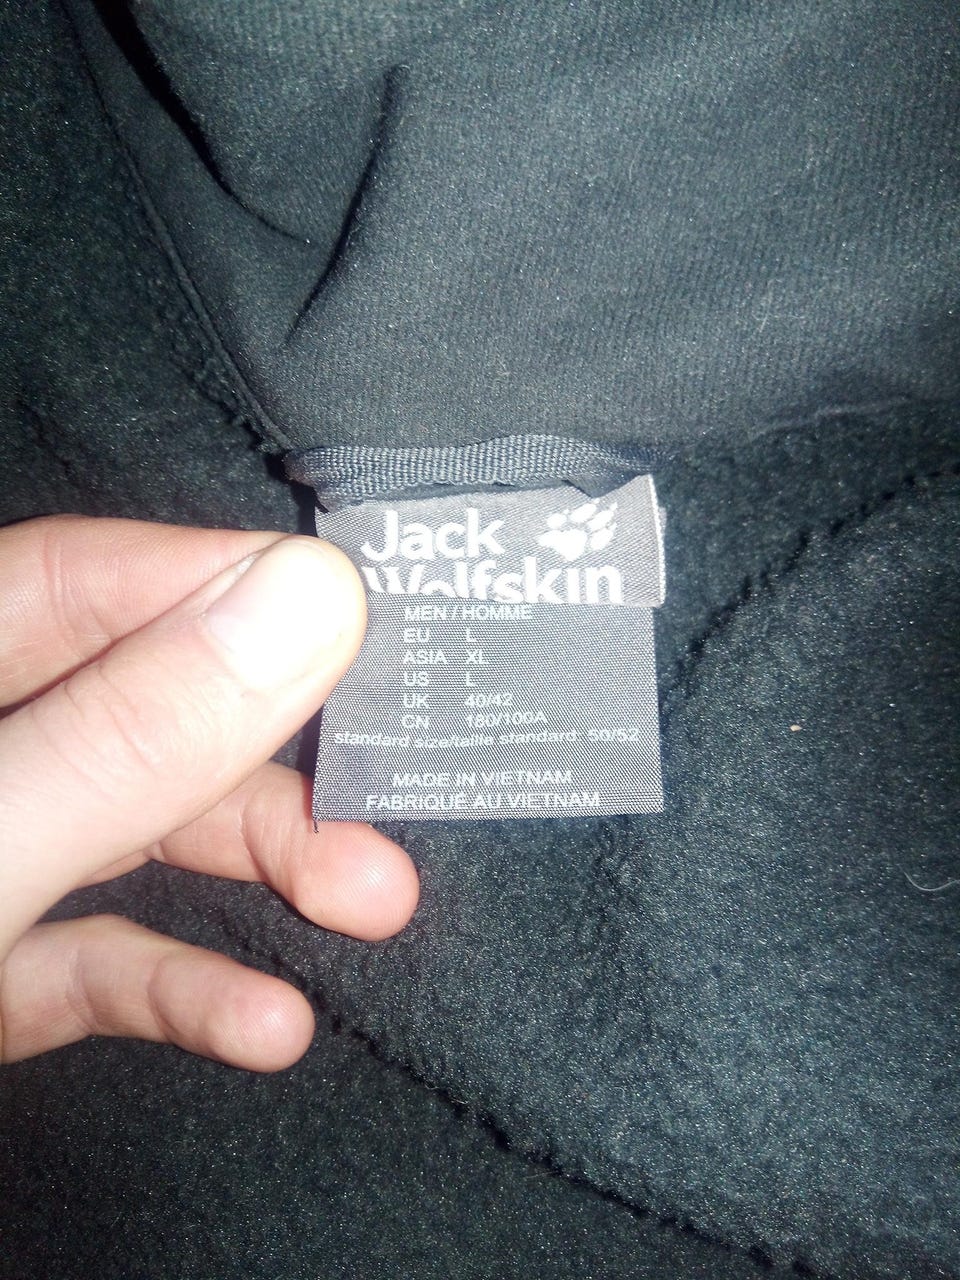 Jack
Wolfskin
MEN / HOMME
EU L
ASIA XL
US L
UK 40/42
CN 180/100A
standard size/taille standard 50/52
MADE IN VIETNAM
FABRIQUÉ AU VIETNAM